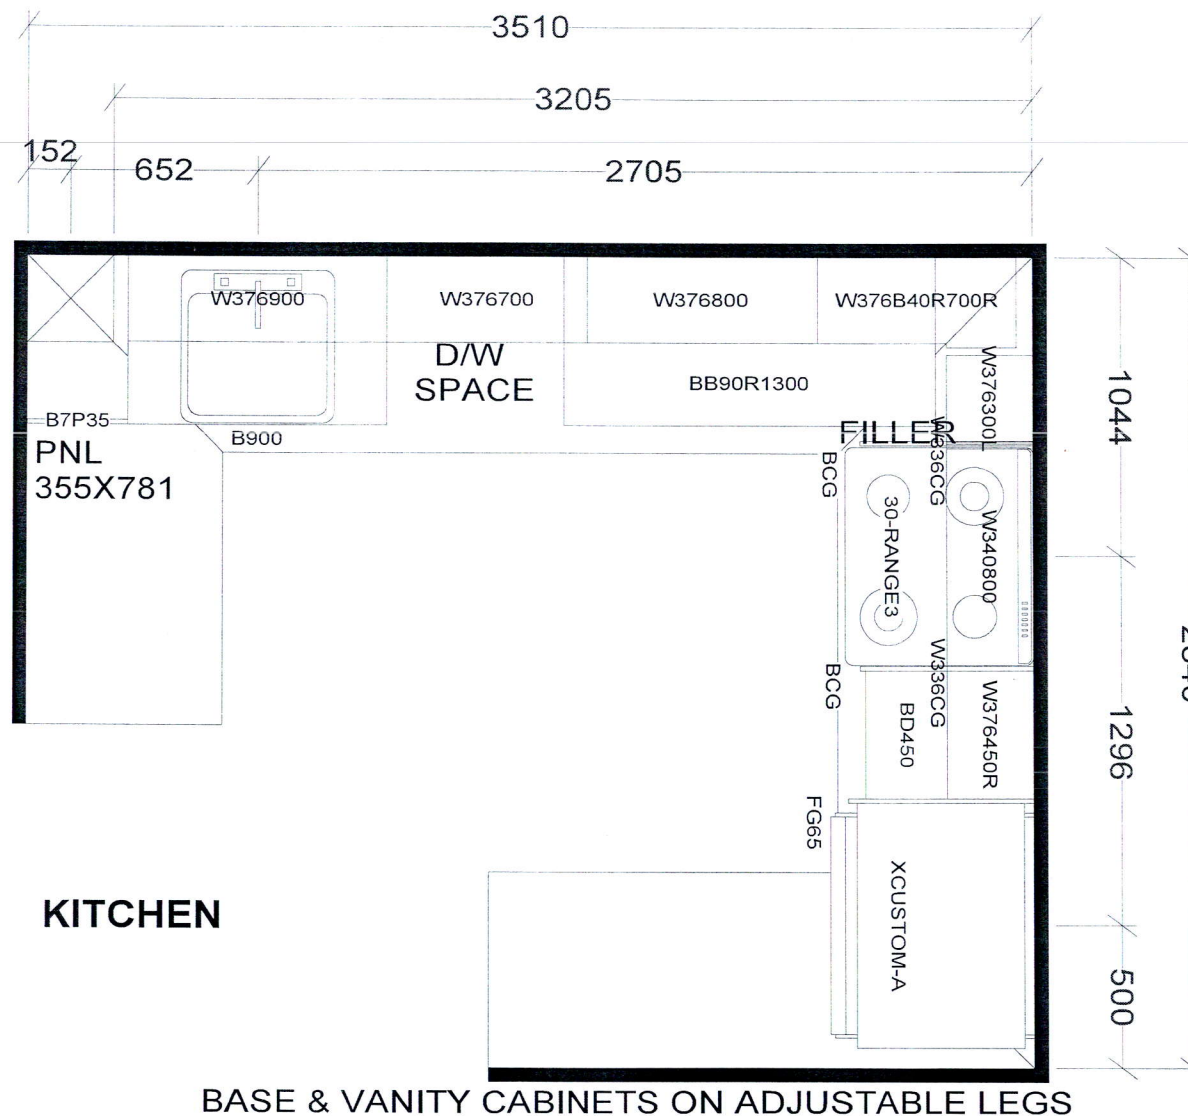 3510
3205
152
652
2705
W376900
W376700
W376800
W376B40R700R
D/W
SPACE
BB90R1300
W376300L
1044
B7P35
B900
FILLER
PNL
355X781
BCG
W336CG
30-RANGE3
W340800
BCG
W336CG
BD450
W376450R
1296
FG65
XCUSTOM-A
KITCHEN
500
BASE & VANITY CABINETS ON ADJUSTABLE LEGS